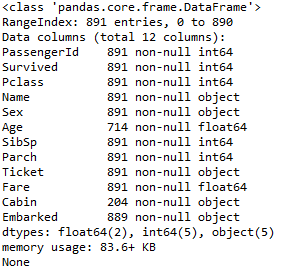 <class 'pandas.core.frame.DataFrame'>
RangeIndex: 891 entries, 0 to 890
Data columns (total 12 columns):
PassengerId    891 non-null int64
Survived       891 non-null int64
Pclass         891 non-null int64
Name           891 non-null object
Sex            891 non-null object
Age            714 non-null float64
SibSp          891 non-null int64
Parch          891 non-null int64
Ticket         891 non-null object
Fare           891 non-null float64
Cabin          204 non-null object
Embarked       889 non-null object
dtypes: float64(2), int64(5), object(5)
memory usage: 83.6+ KB
None